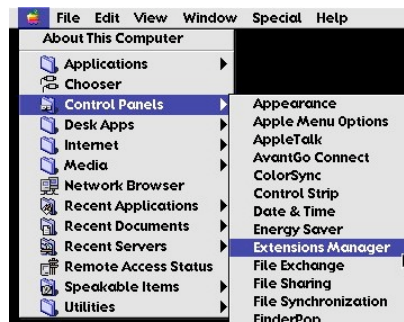 File Edit View Window Special Help
About This Computer
Applications
Chooser
Control Panels
Desk Apps
Internet
Media
Network Browser
Recent Applications
Recent Documents
Recent Servers
Remote Access Status
Speakable Items
Utilities
Appearance
Apple Menu Options
AppleTalk
AvantGo Connect
ColorSync
Control Strip
Date & Time
Energy Saver
Extensions Manager
File Exchange
File Sharing
File Synchronization
FinderPop